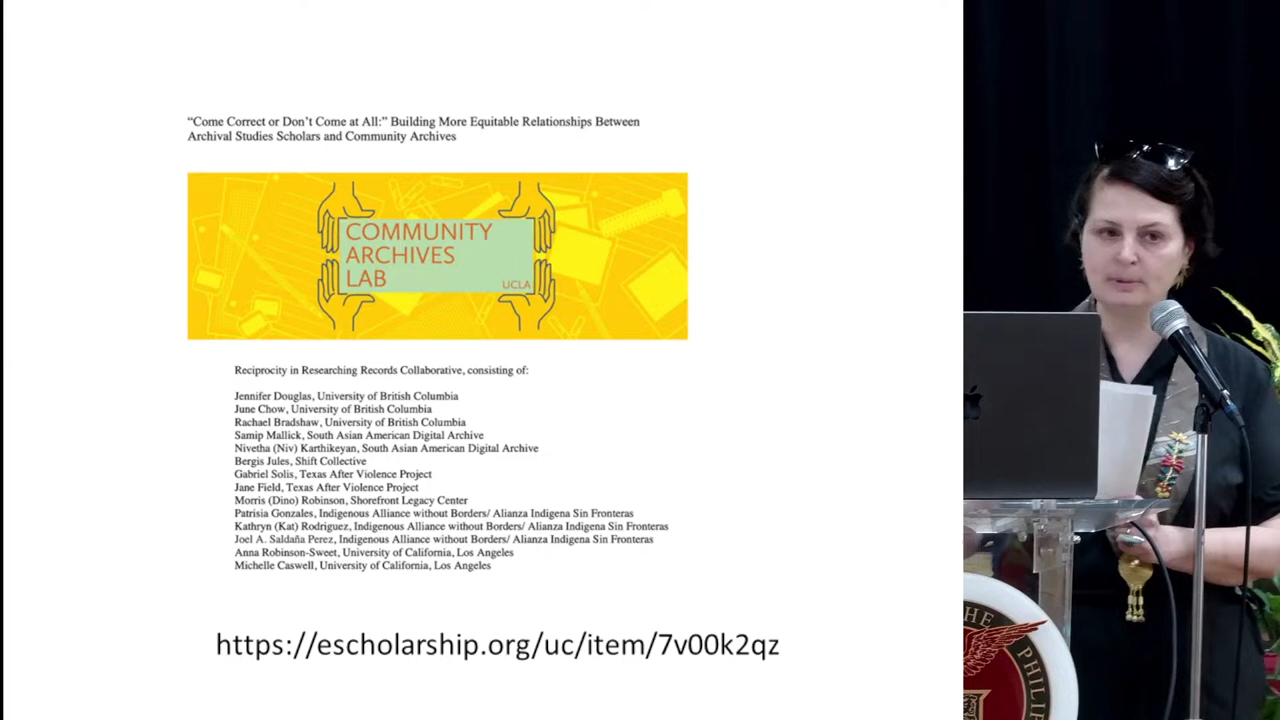 “Come Correct or Don’t Come at All:” Building More Equitable Relationships Between
Archival Studies Scholars and Community Archives
COMMUNITY
ARCHIVES
LAB
UCLA
Reciprocity in Researching Records Collaborative, consisting of:
Jennifer Douglas, University of British Columbia
June Chow, University of British Columbia
Rachael Bradshaw, University of British Columbia
Samip Mallick, South Asian American Digital Archive
Nivetha (Niv) Karthikeyan, South Asian American Digital Archive
Bergis Jules, Shift Collective
Gabriel Solis, Texas After Violence Project
Jane Field, Texas After Violence Project
Morris (Dino) Robinson, Shorefront Legacy Center
Patrisia Gonzales, Indigenous Alliance without Borders/ Alianza Indigena Sin Fronteras
Kathryn (Kat) Rodriguez, Indigenous Alliance without Borders/ Alianza Indigena Sin Fronteras
Joel A. Saldaña Perez, Indigenous Alliance without Borders/ Alianza Indigena Sin Fronteras
Anna Robinson-Sweet, University of California, Los Angeles
Michelle Caswell, University of California, Los Angeles
https://escholarship.org/uc/item/7v00k2qz
THE PHILI